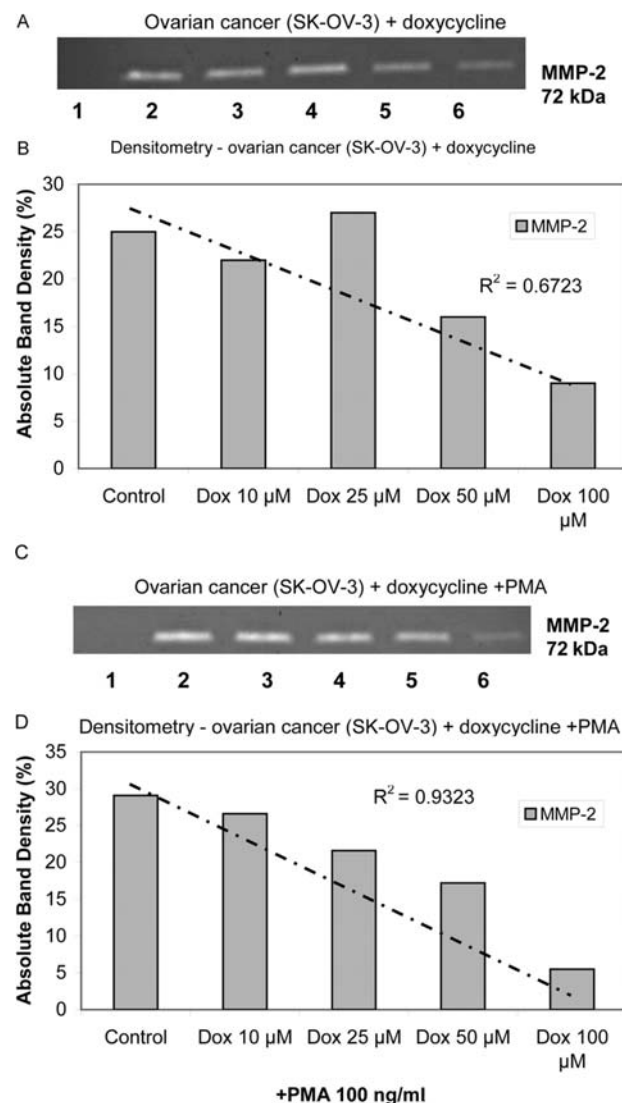 A
Ovarian cancer (SK-OV-3) + doxycycline
MMP-2
72 kDa
1 2 3 4 5 6
B
Densitometry - ovarian cancer (SK-OV-3) + doxycycline
Absolute Band Density (%)
30
25
20
15
10
5
0
MMP-2
R² = 0.6723
Control Dox 10 µM Dox 25 µM Dox 50 µM Dox 100
µM
C
Ovarian cancer (SK-OV-3) + doxycycline +PMA
MMP-2
72 kDa
1 2 3 4 5 6
D
Densitometry - ovarian cancer (SK-OV-3) + doxycycline +PMA
Absolute Band Density (%)
35
30
25
20
15
10
5
0
R² = 0.9323
MMP-2
Control Dox 10 µM Dox 25 µM Dox 50 µM Dox 100
µM
+PMA 100 ng/ml